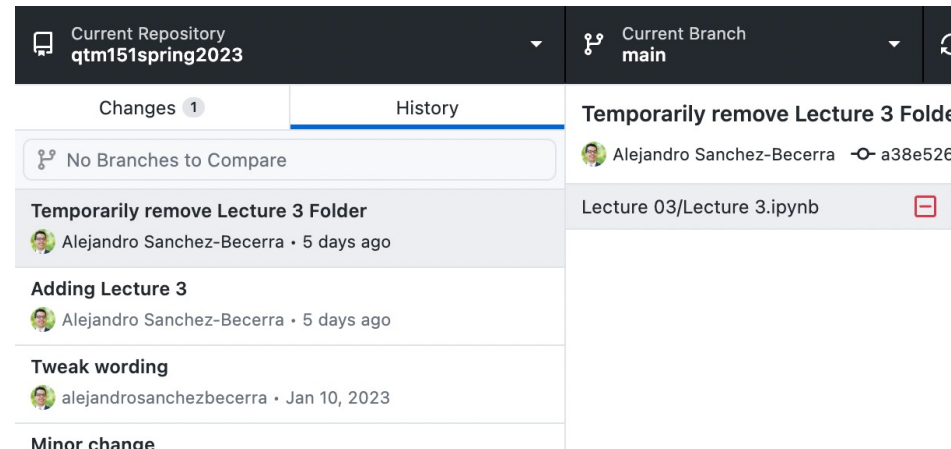 Current Repository
qtm151spring2023
Current Branch
main
Changes 1
History
No Branches to Compare
Temporarily remove Lecture 3 Folder
Alejandro Sanchez-Becerra • 5 days ago
Adding Lecture 3
Alejandro Sanchez-Becerra • 5 days ago
Tweak wording
alejandrosanchezbecerra • Jan 10, 2023
Minor change
Temporarily remove Lecture 3 Folde
Alejandro Sanchez-Becerra a38e526
Lecture 03/Lecture 3.ipynb